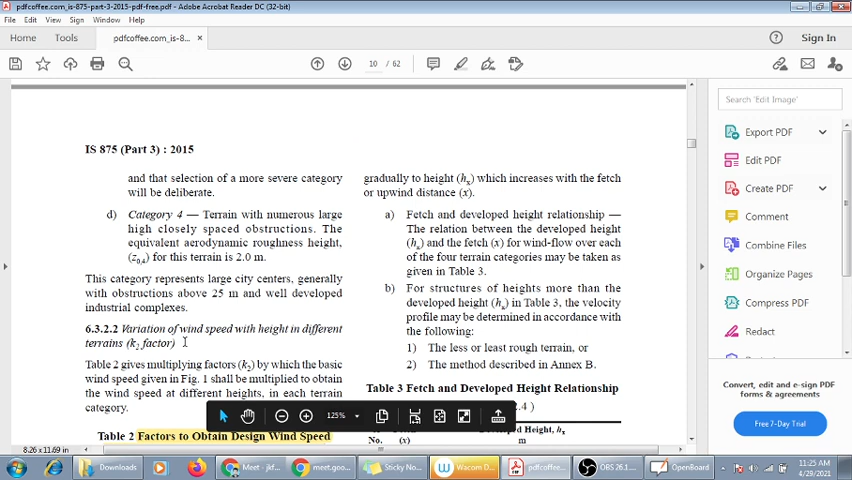 pdfcoffee.com_is-875-part-3-2015-pdf-free.pdf - Adobe Acrobat Reader DC (32-bit)
File Edit View Sign Window Help
Home Tools pdfcoffee.com_is-8... × Sign In
10 / 62
IS 875 (Part 3) : 2015
and that selection of a more severe category
will be deliberate.
d) Category 4 — Terrain with numerous large
high closely spaced obstructions. The
equivalent aerodynamic roughness height,
(z0,4) for this terrain is 2.0 m.
This category represents large city centers, generally
with obstructions above 25 m and well developed
industrial complexes.
6.3.2.2 Variation of wind speed with height in different
terrains (k2 factor)
Table 2 gives multiplying factors (k2) by which the basic
wind speed given in Fig. 1 shall be multiplied to obtain
the wind speed at different heights, in each terrain
category.
Table 2 Factors to Obtain Design Wind Speed
gradually to height (hx) which increases with the fetch
or upwind distance (x).
a) Fetch and developed height relationship —
The relation between the developed height
(hx) and the fetch (x) for wind-flow over each
of the four terrain categories may be taken as
given in Table 3.
b) For structures of heights more than the
developed height (hx) in Table 3, the velocity
profile may be determined in accordance with
the following:
1) The less or least rough terrain, or
2) The method described in Annex B.
Table 3 Fetch and Developed Height Relationship
.4 )
No. (x) m
125%
8.26 x 11.69 in
Search 'Edit Image'
Export PDF
Edit PDF
Create PDF
Comment
Combine Files
Organize Pages
Compress PDF
Redact
Convert, edit and e-sign PDF
forms & agreements
Free 7-Day Trial
Downloads
Meet - jkf...
meet.goo...
Sticky No...
Wacom D...
pdfcoffee...
OBS 26.1...
OpenBoard
11:25 AM
4/29/2021